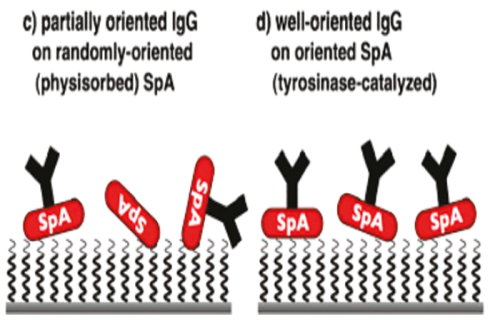 c) partially oriented IgG
on randomly-oriented
(physisorbed) SpA
d) well-oriented IgG
on oriented SpA
(tyrosinase-catalyzed)
SpA
SpA
SpA
SpA
SpA
SpA